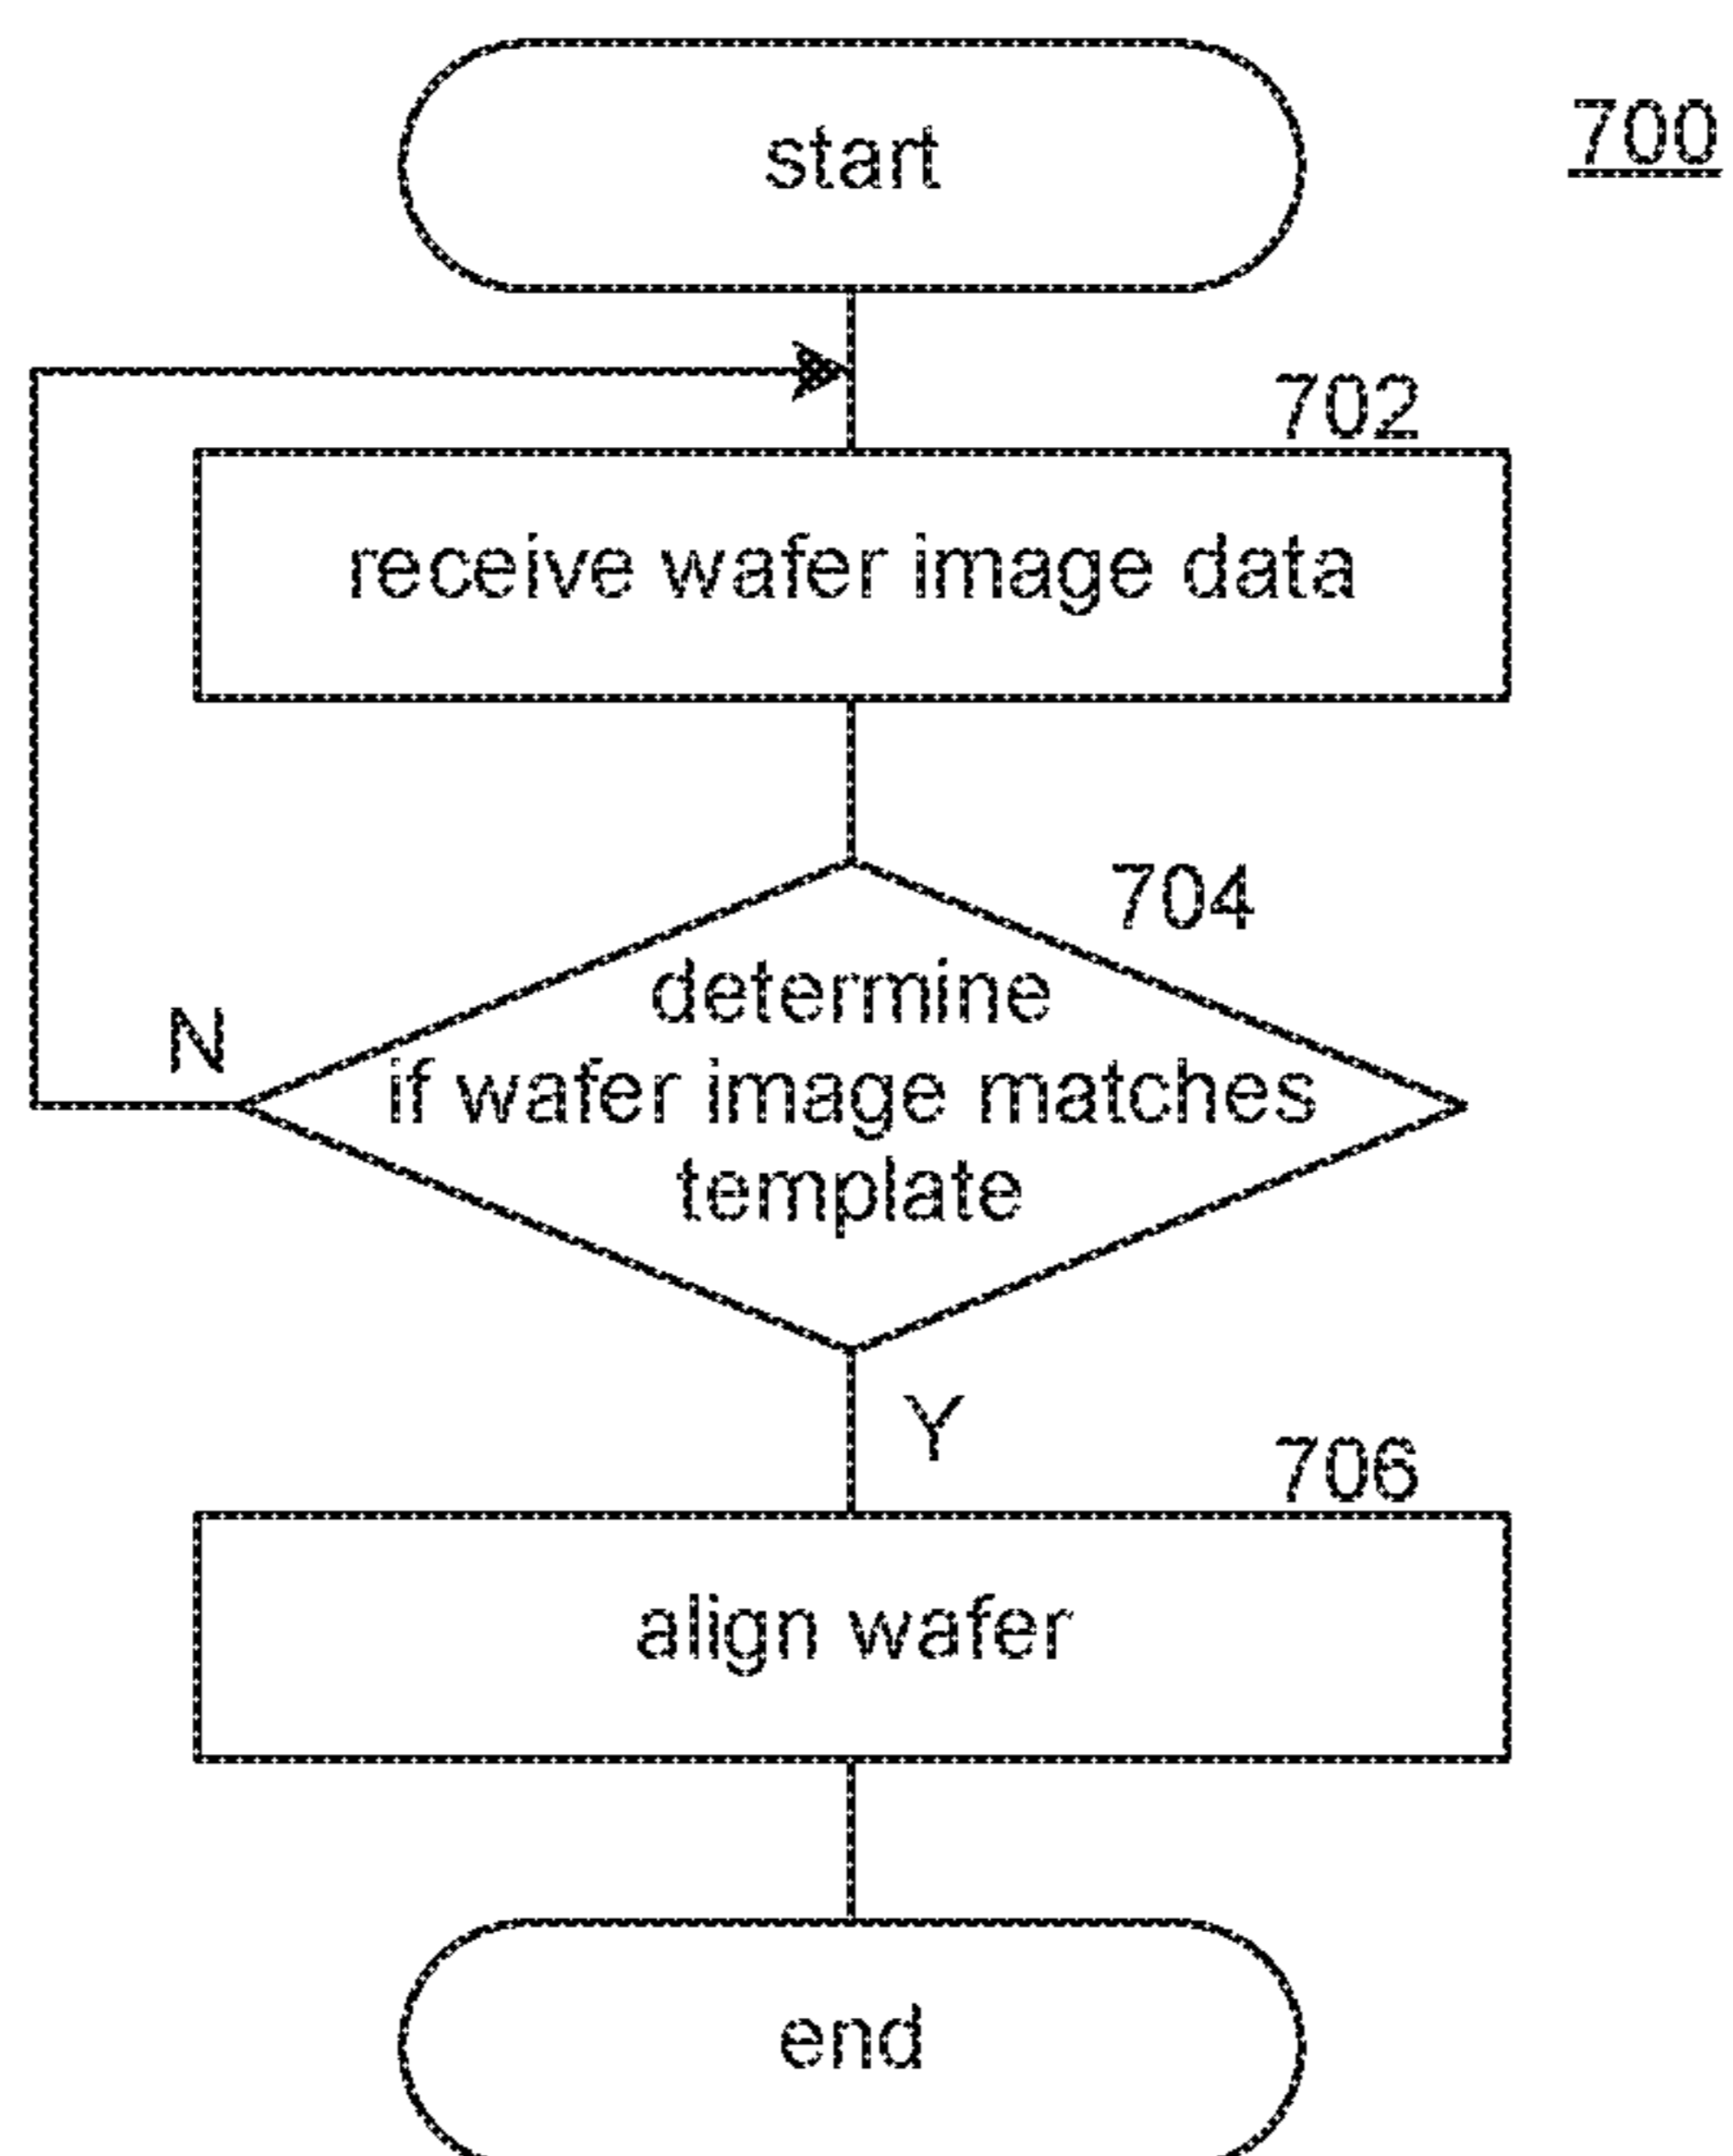 start
700
702
receive wafer image data
704
determine
if wafer image matches
template
N
Y
706
align wafer
end